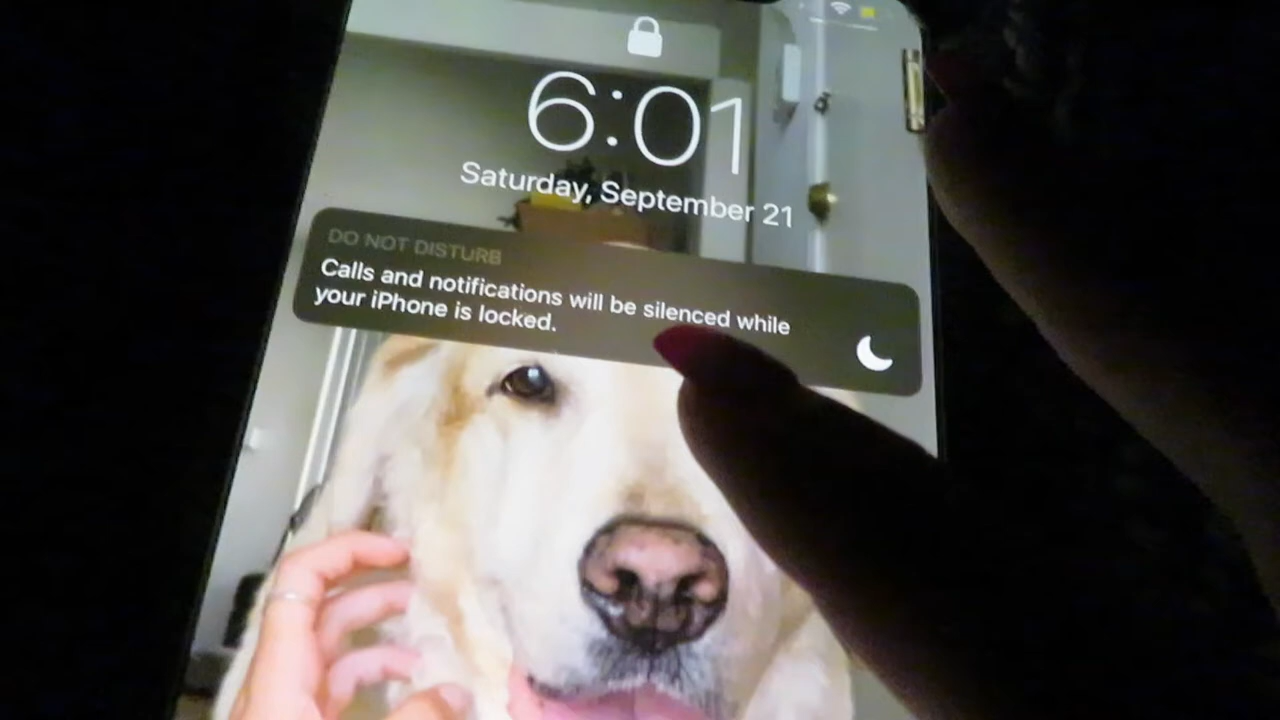 6:01
Saturday, September 21
DO NOT DISTURB
Calls and notifications will be silenced while
your iPhone is locked.